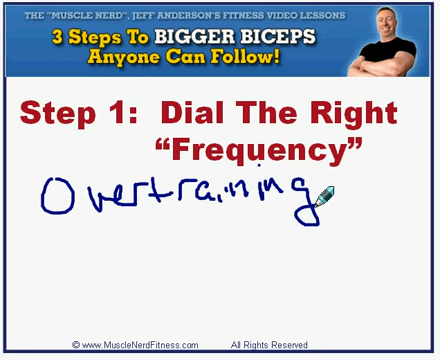 THE "MUSCLE NERD", JEFF ANDERSON'S FITNESS VIDEO LESSONS
3 Steps To BIGGER BICEPS
Anyone Can Follow!
Step 1: Dial The Right
"Frequency"
Overtraining
© www.MuscleNerdFitness.com All Rights Reserved